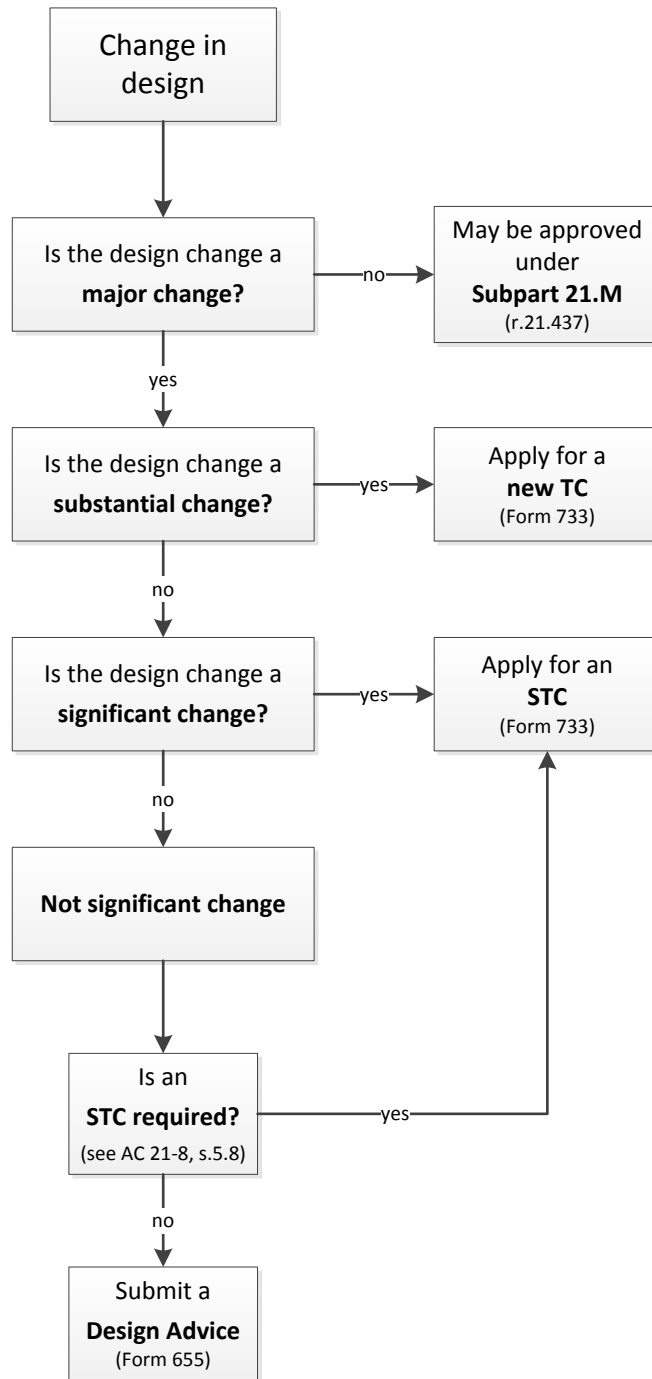 Change in
design
Is the design change a
major change?
no
May be approved
under
Subpart 21.M
(r.21.437)
yes
Is the design change a
substantial change?
yes
Apply for a
new TC
(Form 733)
no
Is the design change a
significant change?
yes
Apply for an
STC
(Form 733)
no
Not significant change
Is an
STC required?
(see AC 21-8, s.5.8)
yes
no
Submit a
Design Advice
(Form 655)